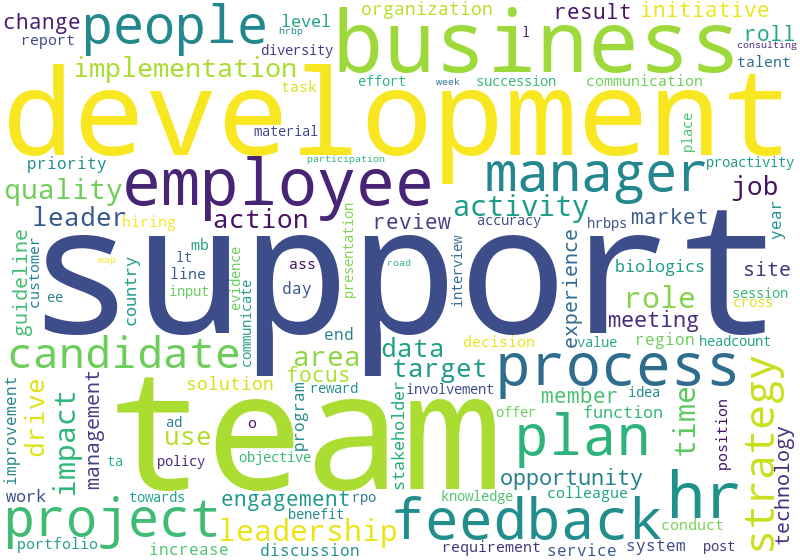 change
people
organization
level
business
result
initiative
report
hrbp
diversity
l
roll
consulting
implementation
task
effort
week
succession
communication
talent
development
material
place
priority
participation
proactivity
quality
employee
manager
job
leader
hiring
action
review
activity
accuracy
hrbps
market
year
guideline
customer
support
mb
lt
line
map
ee
country
input
evidence
ass
day
presentation
road
interview
experience
biologics
site
session
cross
role
meeting
communicate
end
data
decision
value
region
headcount
candidate
area
focus
target
process
solution
program
reward
involvement
member
idea
offer
function
time
strategy
technology
improvement
drive
impact
management
team
stakeholder
plan
position
ad
use
o
ta
policy
objective
opportunity
hr
work
towards
engagement
rpo
knowledge
colleague
project
benefit
feedback
conduct
leadership
portfolio
increase
discussion
requirement
service
system
post